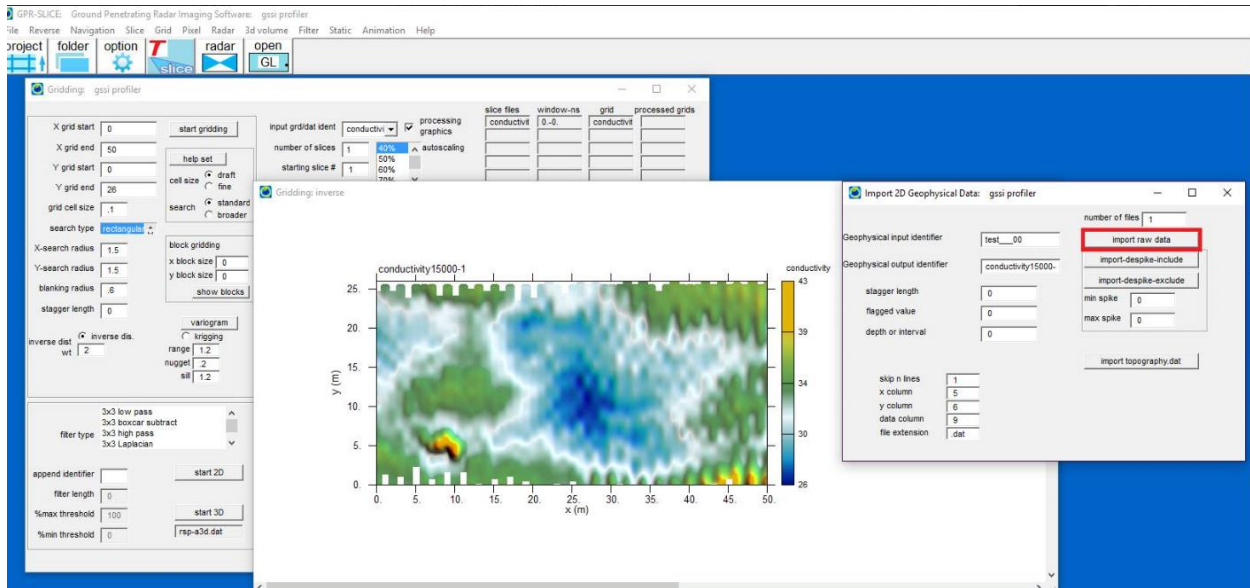 GPR-SLICE: Ground Penetrating Radar Imaging Software: gssi profiler
File Reverse Navigation Slice Grid Pixel Radar 3d volume Filter Static Animation Help
project folder option T slice radar open GL
Gridding: gssi profiler
X grid start 0
X grid end 50
Y grid start 0
Y grid end 26
grid cell size .1
search type rectangular
X-search radius 1.5
Y-search radius 1.5
blanking radius .6
stagger length 0
inverse dist wt 2
inverse dis.
start gridding
help set
cell size draft
fine
search standard
broader
block gridding
x block size 0
y block size 0
show blocks
variogram
krigging
range 1.2
nugget .2
sill 1.2
input grd/dat ident conductivi
processing graphics
number of slices 1
starting slice # 1
40% autoscaling
50%
60%
70%
slice files window-ns grid processed grids
conductivit 0.-0. conductivit
filter type
3x3 low pass
3x3 boxcar subtract
3x3 high pass
3x3 Laplacian
append identifier
start 2D
filter length 0
%max threshold 100
start 3D
%min threshold 0
rsp-a3d.dat
Gridding: inverse
conductivity15000-1
conductivity
25.
20.
15.
10.
5.
0.
y (m)
0. 5. 10. 15. 20. 25. 30. 35. 40. 45. 50.
x (m)
43
39
34
30
26
Import 2D Geophysical Data: gssi profiler
number of files 1
Geophysical input identifier test___00
import raw data
Geophysical output identifier conductivity15000-
import-despike-include
import-despike-exclude
stagger length 0
min spike 0
flagged value 0
max spike 0
depth or interval 0
import topography.dat
skip n lines 1
x column 5
y column 6
data column 9
file extension .dat